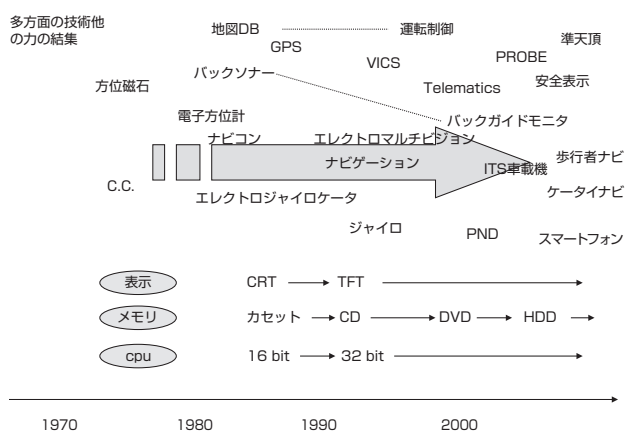 多方面の技術他
の力の結集
地図DB
運転制御
GPS
準天頂
VICS
PROBE
バックソナー
方位磁石
Telematics
安全表示
電子方位計
バックガイドモニタ
ナビコン
エレクトロマルチビジョン
ナビゲーション
歩行者ナビ
ITS車載機
C.C.
エレクトロジャイロケータ
ケータイナビ
ジャイロ
PND
スマートフォン
表示
CRT
TFT
メモリ
カセット
CD
DVD
HDD
cpu
16 bit
32 bit
1970
1980
1990
2000